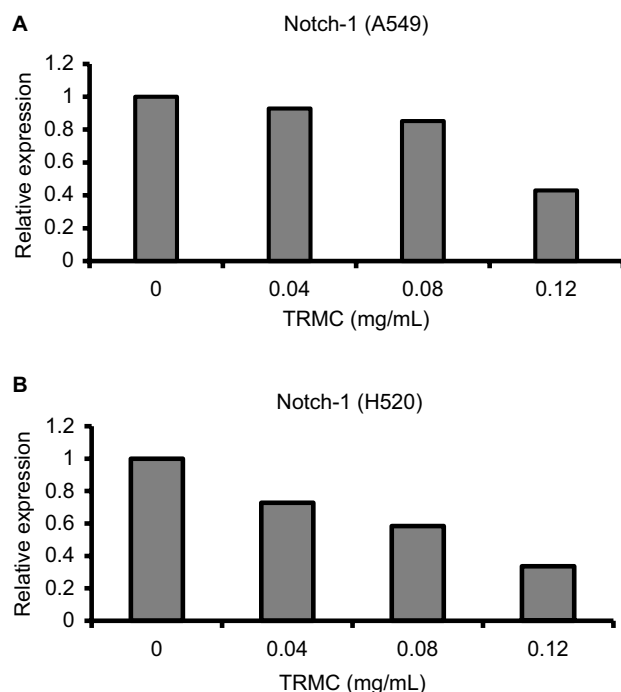 A
Notch-1 (A549)
Relative expression
1.2
1
0.8
0.6
0.4
0.2
0
0 0.04 0.08 0.12
TRMC (mg/mL)
B
Notch-1 (H520)
Relative expression
1.2
1
0.8
0.6
0.4
0.2
0
0 0.04 0.08 0.12
TRMC (mg/mL)